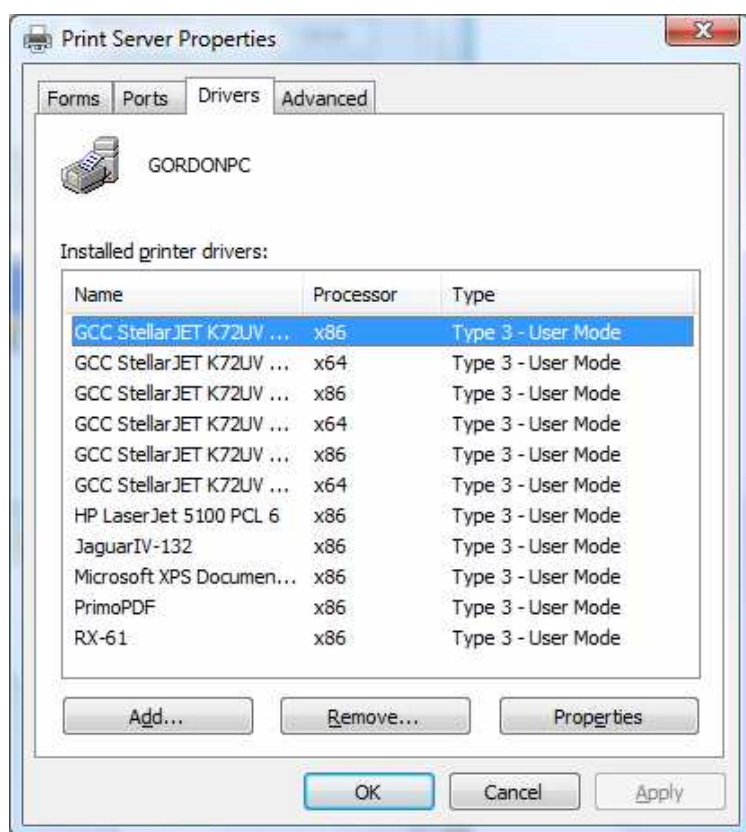 Print Server Properties
Forms Ports Drivers Advanced
GORDONPC
Installed printer drivers:
Name Processor Type
GCC StellarJET K72UV ... x86 Type 3 - User Mode
GCC StellarJET K72UV ... x64 Type 3 - User Mode
GCC StellarJET K72UV ... x86 Type 3 - User Mode
GCC StellarJET K72UV ... x64 Type 3 - User Mode
GCC StellarJET K72UV ... x86 Type 3 - User Mode
GCC StellarJET K72UV ... x64 Type 3 - User Mode
HP LaserJet 5100 PCL 6 x86 Type 3 - User Mode
JaguarIV-132 x86 Type 3 - User Mode
Microsoft XPS Documen... x86 Type 3 - User Mode
PrimoPDF x86 Type 3 - User Mode
RX-61 x86 Type 3 - User Mode
Add... Remove... Properties
OK Cancel Apply